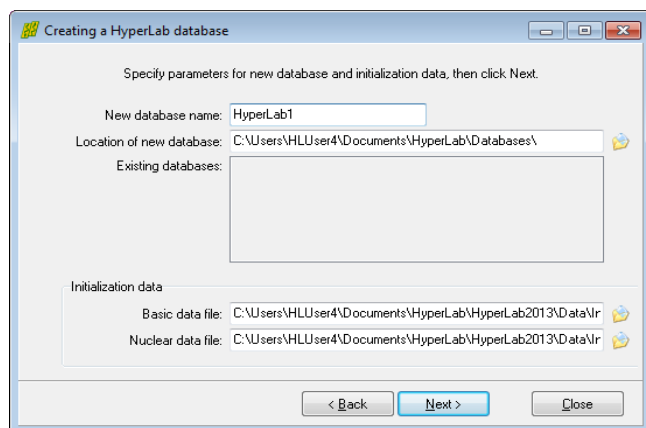 Creating a HyperLab database
Specify parameters for new database and initialization data, then click Next.
New database name: HyperLab1
Location of new database: C:\Users\HLUser4\Documents\HyperLab\Databases\
Existing databases:
Initialization data
Basic data file: C:\Users\HLUser4\Documents\HyperLab\HyperLab2013\Data\Ir
Nuclear data file: C:\Users\HLUser4\Documents\HyperLab\HyperLab2013\Data\Ir
< Back Next > Close